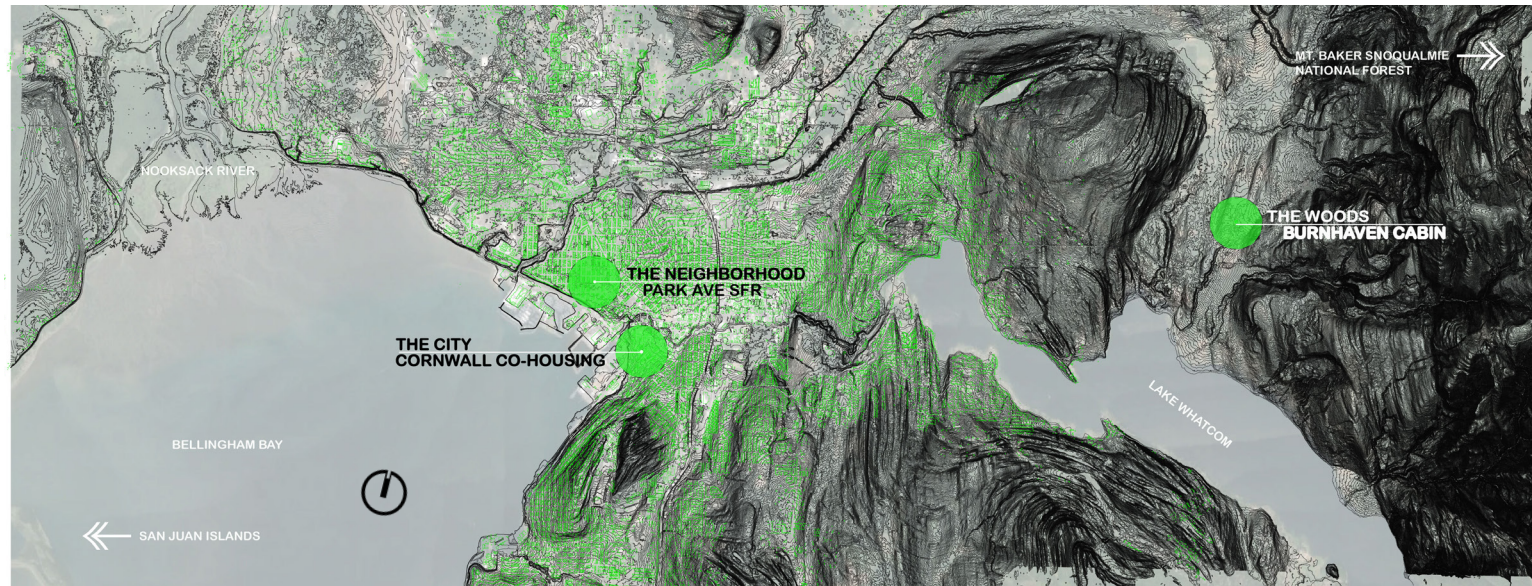 MT. BAKER SNOQUALMIE
NATIONAL FOREST
NOOKSACK RIVER
THE WOODS
BURNHAVEN CABIN
THE NEIGHBORHOOD
PARK AVE SFR
THE CITY
CORNWALL CO-HOUSING
LAKE WHATCOM
BELLINGHAM BAY
SAN JUAN ISLANDS